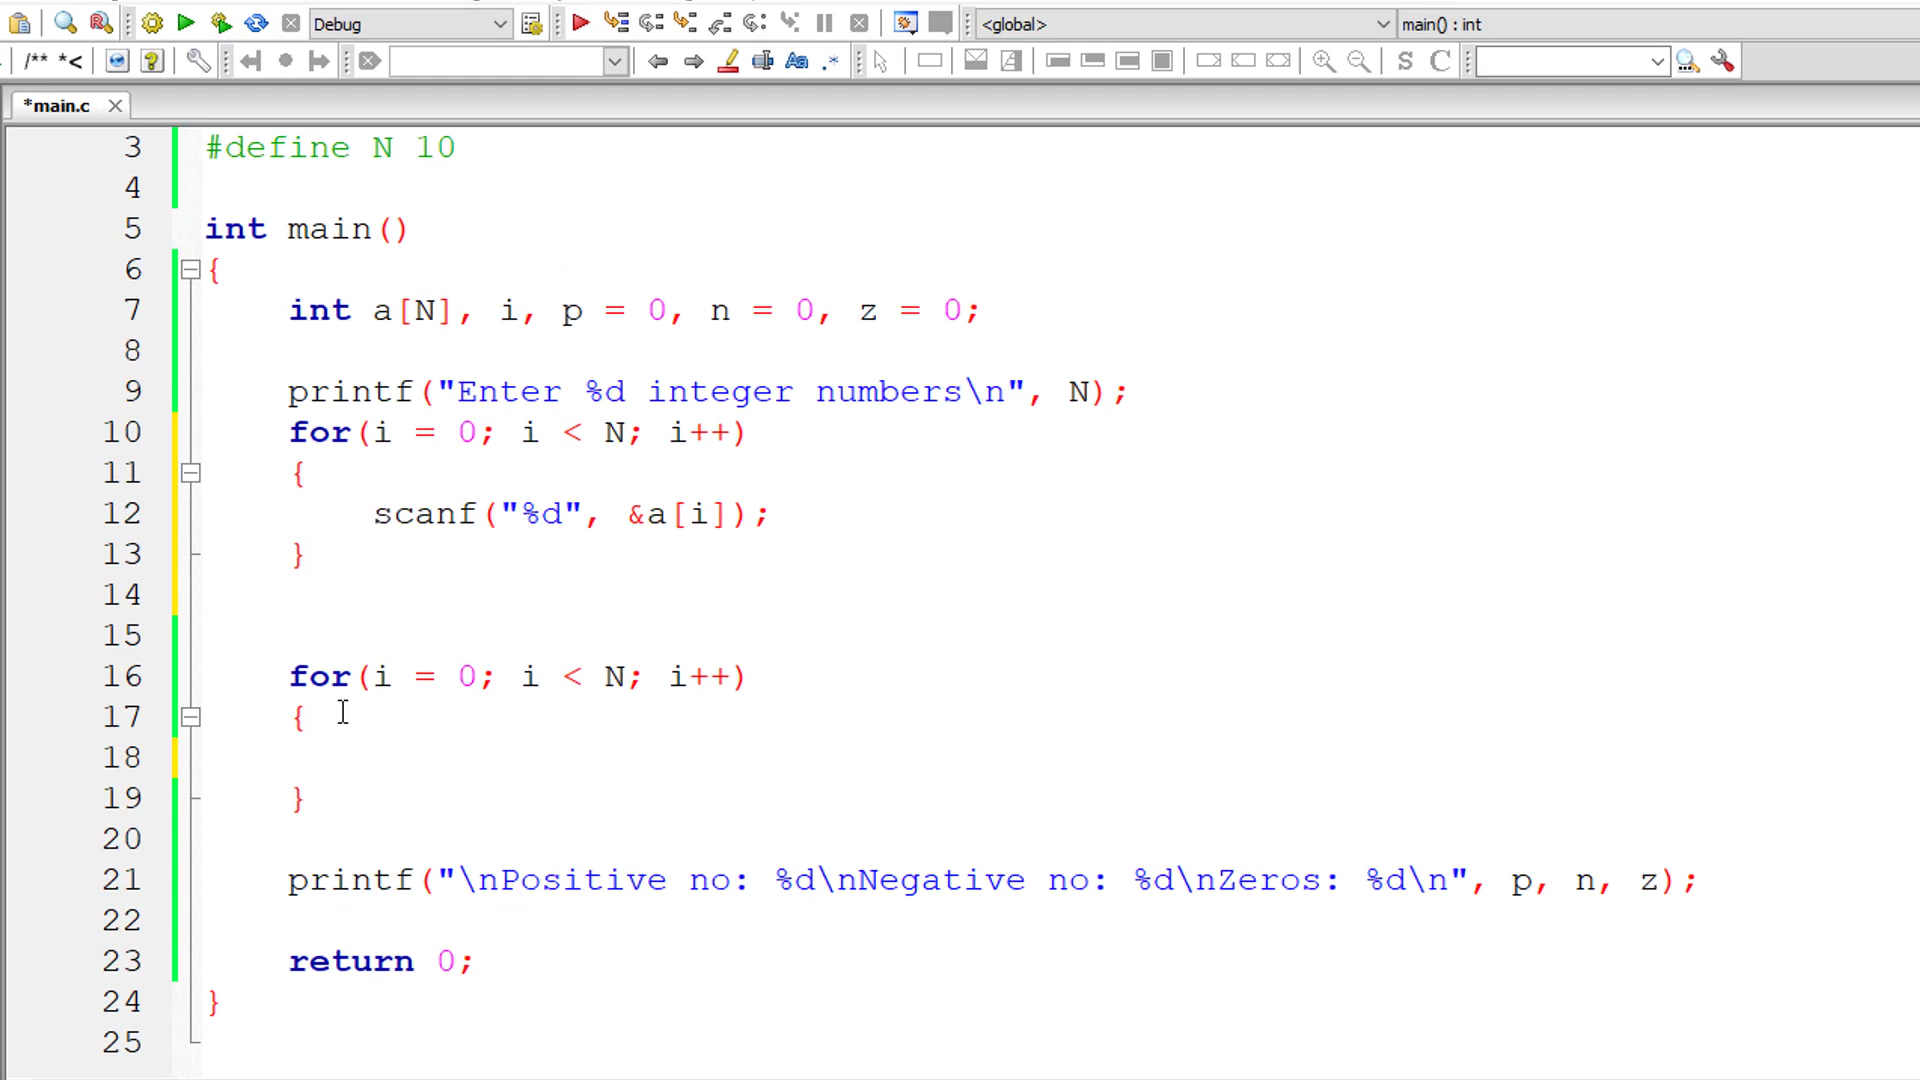 Debug
<global>
main() : int
/** *<
Aa
.*
S
C
*main.c
3 #define N 10
4
5 int main()
6 {
7 int a[N], i, p = 0, n = 0, z = 0;
8
9 printf("Enter %d integer numbers\n", N);
10 for(i = 0; i < N; i++)
11 {
12 scanf("%d", &a[i]);
13 }
14
15
16 for(i = 0; i < N; i++)
17 {
18
19 }
20
21 printf("\nPositive no: %d\nNegative no: %d\nZeros: %d\n", p, n, z);
22
23 return 0;
24 }
25